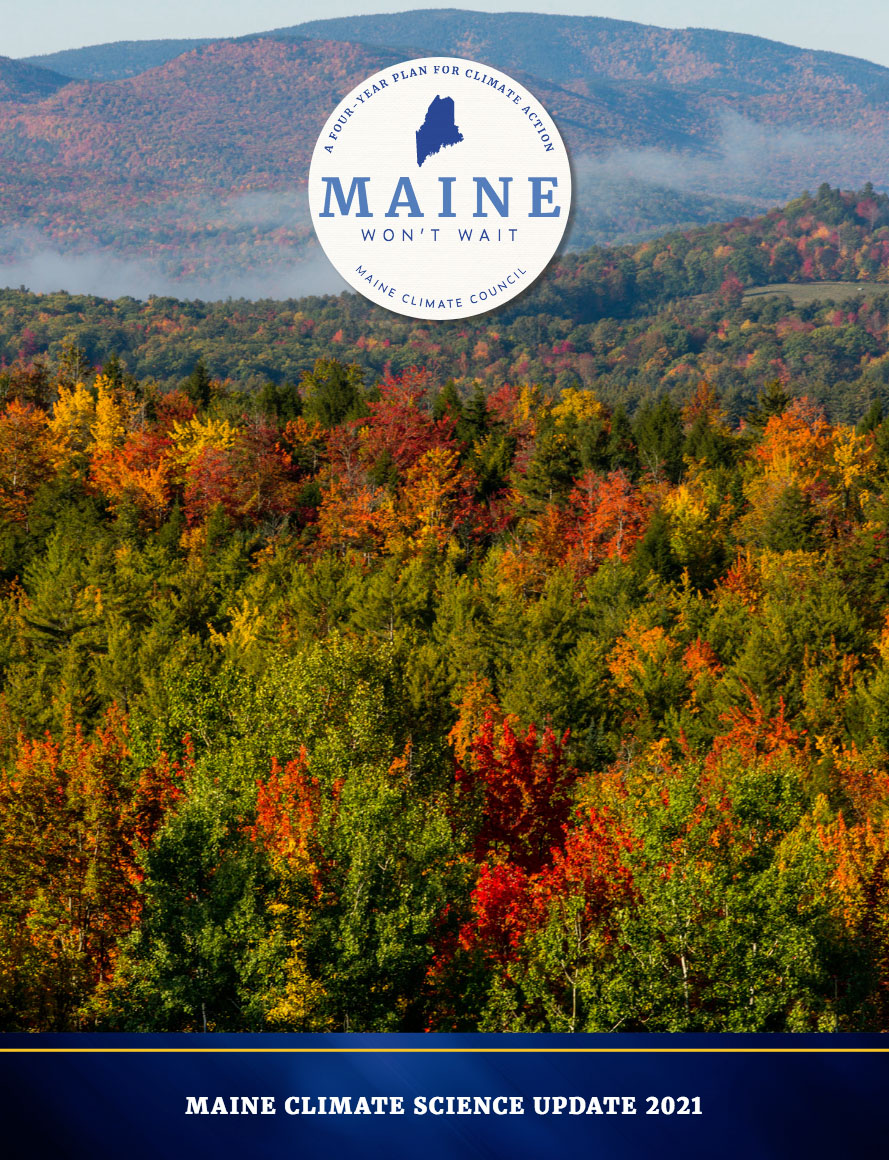 A FOUR-YEAR PLAN FOR CLIMATE ACTION
MAINE
WON'T WAIT
MAINE CLIMATE COUNCIL
MAINE CLIMATE SCIENCE UPDATE 2021